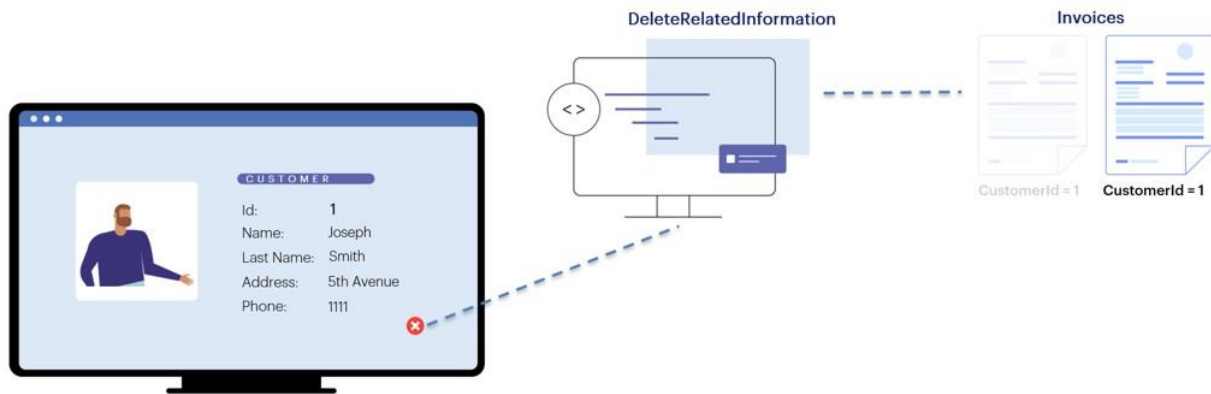 DeleteRelatedInformation
Invoices
<>
CustomerId = 1
CustomerId = 1
CUSTOMER
Id: 1
Name: Joseph
Last Name: Smith
Address: 5th Avenue
Phone: 1111